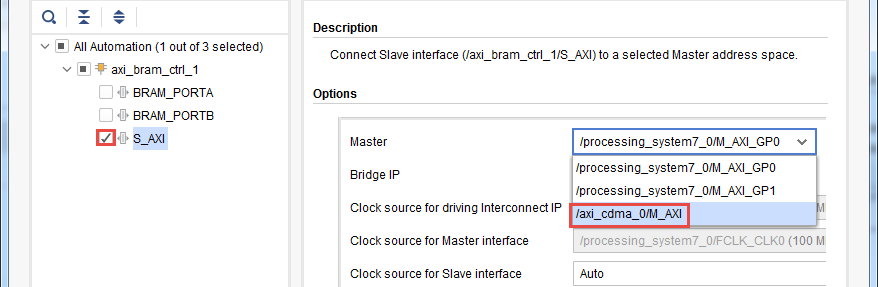 All Automation (1 out of 3 selected)
axi_bram_ctrl_1
BRAM_PORTA
BRAM_PORTB
S_AXI
Description
Connect Slave interface (/axi_bram_ctrl_1/S_AXI) to a selected Master address space.
Options
Master
/processing_system7_0/M_AXI_GP0
/processing_system7_0/M_AXI_GP0
Bridge IP
/processing_system7_0/M_AXI_GP1
Clock source for driving Interconnect IP
/axi_cdma_0/M_AXI
Clock source for Master interface
/processing_system7_0/FCLK_CLK0 (100 M
Clock source for Slave interface
Auto